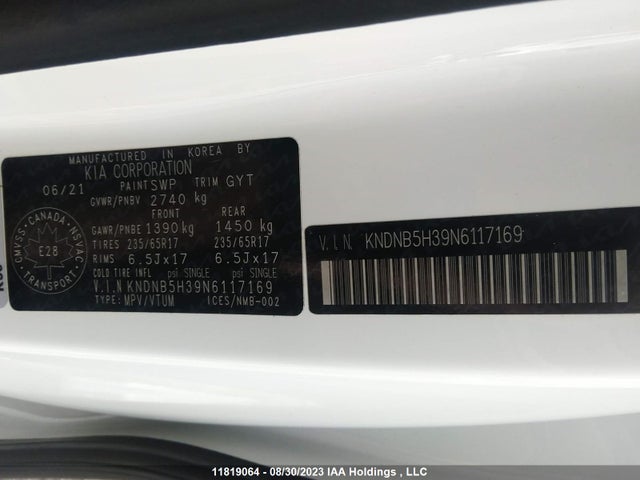 MANUFACTURED IN KOREA BY
KIA CORPORATION
06/21 PAINT SWP TRIM GYT
GVWR/PNBV 2740 kg
FRONT REAR
GAWR/PNBE 1390kg 1450 kg
TIRES 235/65R17 235/65R17
RIMS 6.5Jx17 6.5Jx17
COLD TIRE INFL psi SINGLE psi SINGLE
V.I.N KNDNB5H39N6117169
TYPE: MPV/VTUM ICES/NMB-002
CMVSS - CANADA - NSVAC
E28
TRANSPORT
V.I.N KNDNB5H39N6117169
11819064 - 08/30/2023 IAA Holdings , LLC